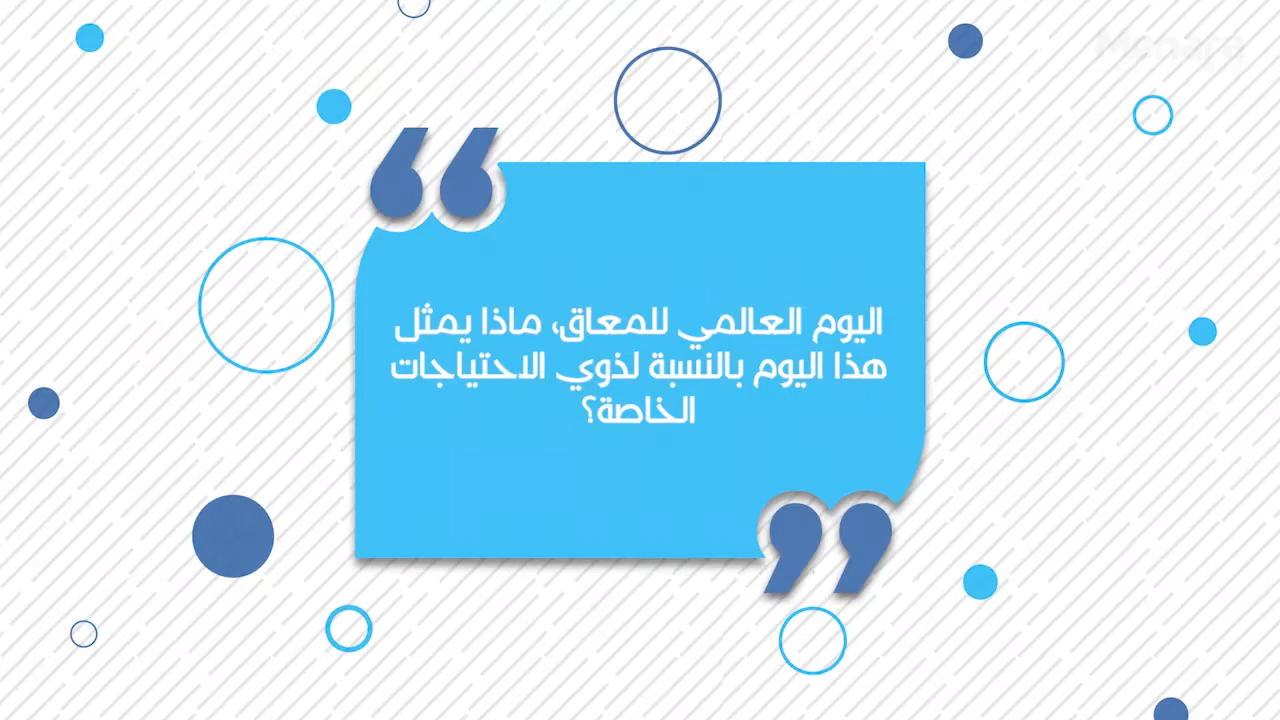 اليوم العالمي للمعاق، ماذا يمثل
هذا اليوم بالنسبة لذوي الاحتياجات
الخاصة؟